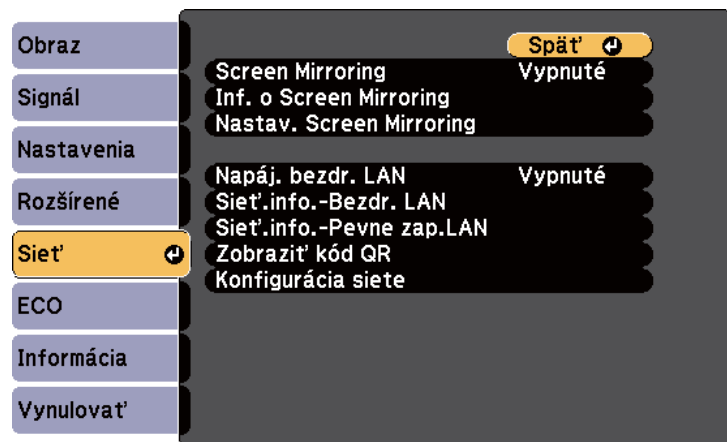 Obraz
Signál
Nastavenia
Rozšírené
Sieť
ECO
Informácia
Vynulovať
Späť
Screen Mirroring Vypnuté
Inf. o Screen Mirroring
Nastav. Screen Mirroring
Napáj. bezdr. LAN Vypnuté
Sieť.info.-Bezdr. LAN
Sieť.info.-Pevne zap.LAN
Zobraziť kód QR
Konfigurácia siete